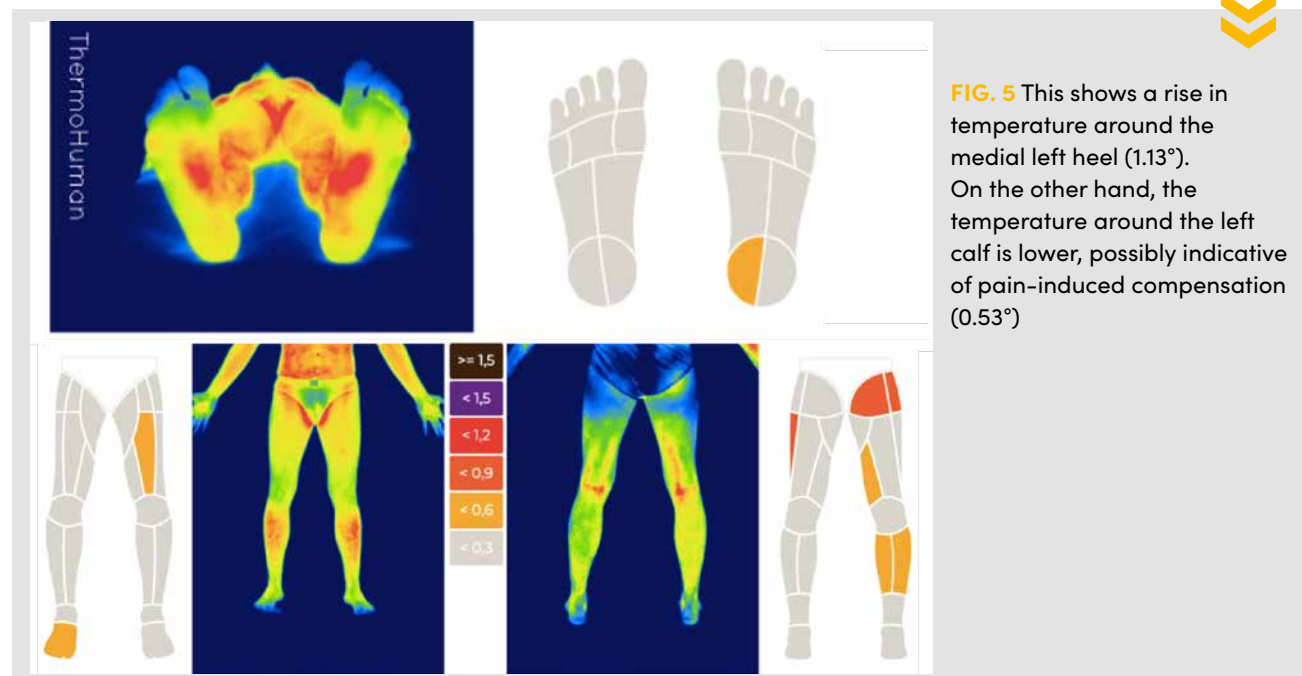 ThermoHuman
FIG. 5 This shows a rise in
temperature around the
medial left heel (1.13°).
On the other hand, the
temperature around the left
calf is lower, possibly indicative
of pain-induced compensation
(0.53°)
>= 1,5
< 1,5
< 1,2
< 0,9
< 0,6
< 0,3